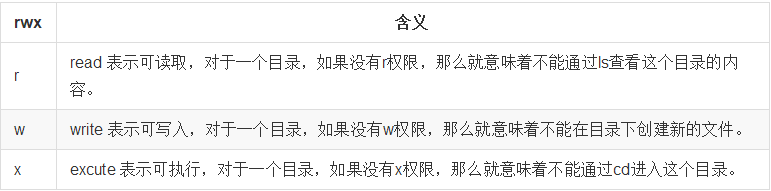 rwx 含义
r read 表示可读取，对于一个目录，如果没有r权限，那么就意味着不能通过ls查看这个目录的内
容。
w write 表示可写入，对于一个目录，如果没有w权限，那么就意味着不能在目录下创建新的文件。
x excute 表示可执行，对于一个目录，如果没有x权限，那么就意味着不能通过cd进入这个目录。